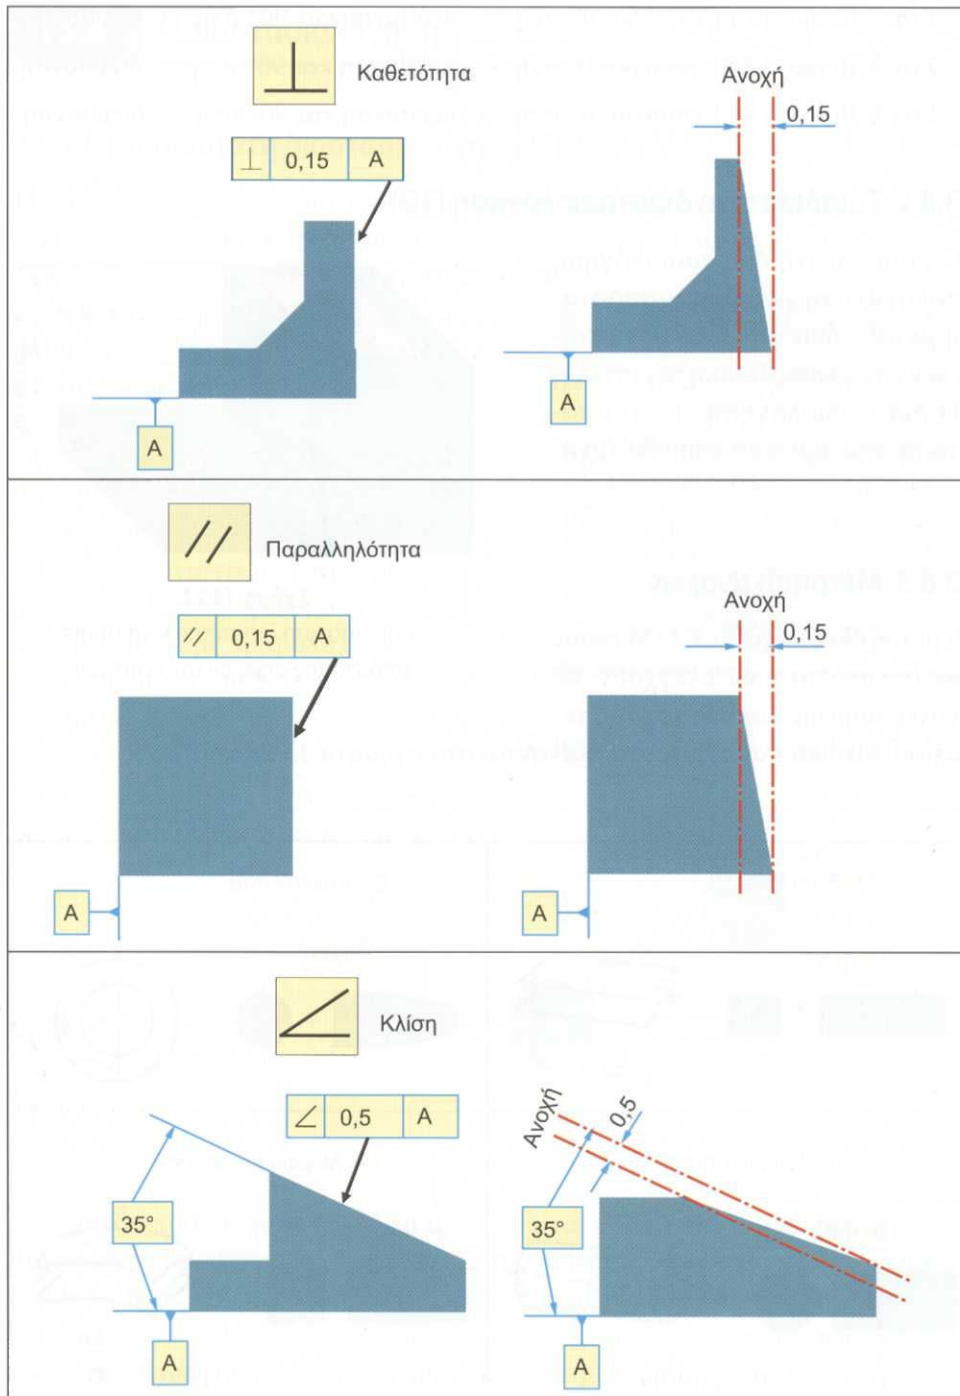 Καθετότητα
⊥ 0,15 A
A
Ανοχή
0,15
A
Παραλληλότητα
// 0,15 A
A
Ανοχή
0,15
A
Κλίση
∠ 0,5 A
35°
A
Ανοχή
0,5
35°
A